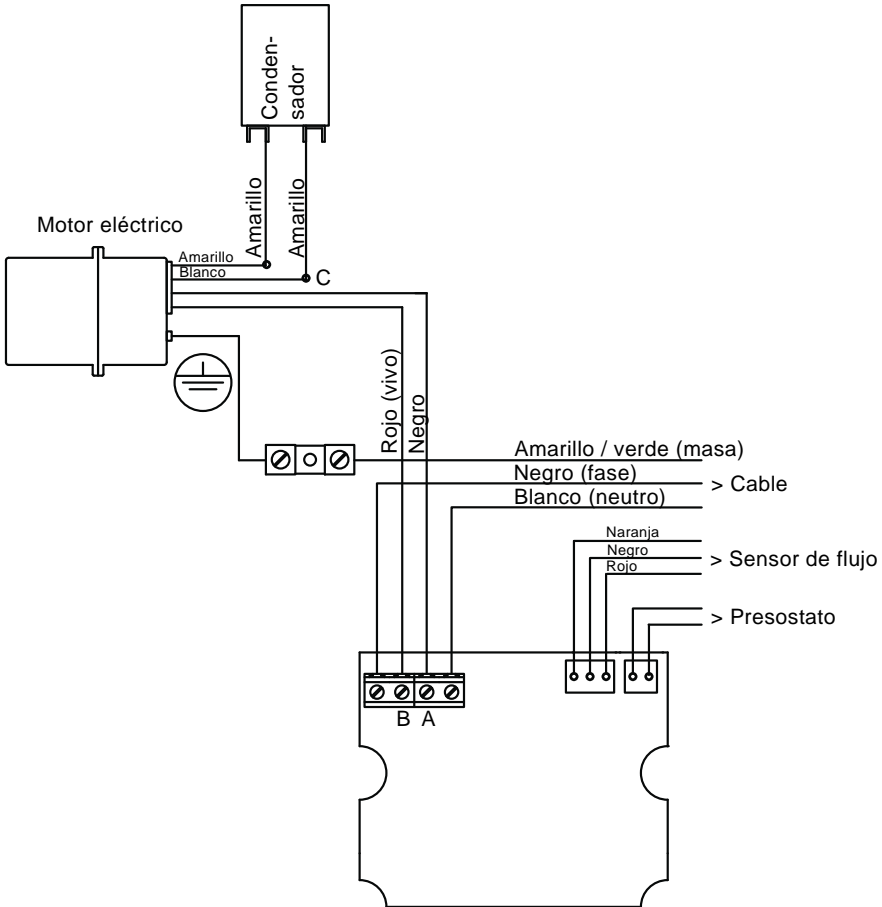 Conden-
sador
Amarillo
Amarillo
Motor eléctrico
Amarillo
Blanco
C
Rojo (vivo)
Negro
Amarillo / verde (masa)
Negro (fase)
Blanco (neutro)
> Cable
Naranja
Negro
Rojo
> Sensor de flujo
> Presostato
B A